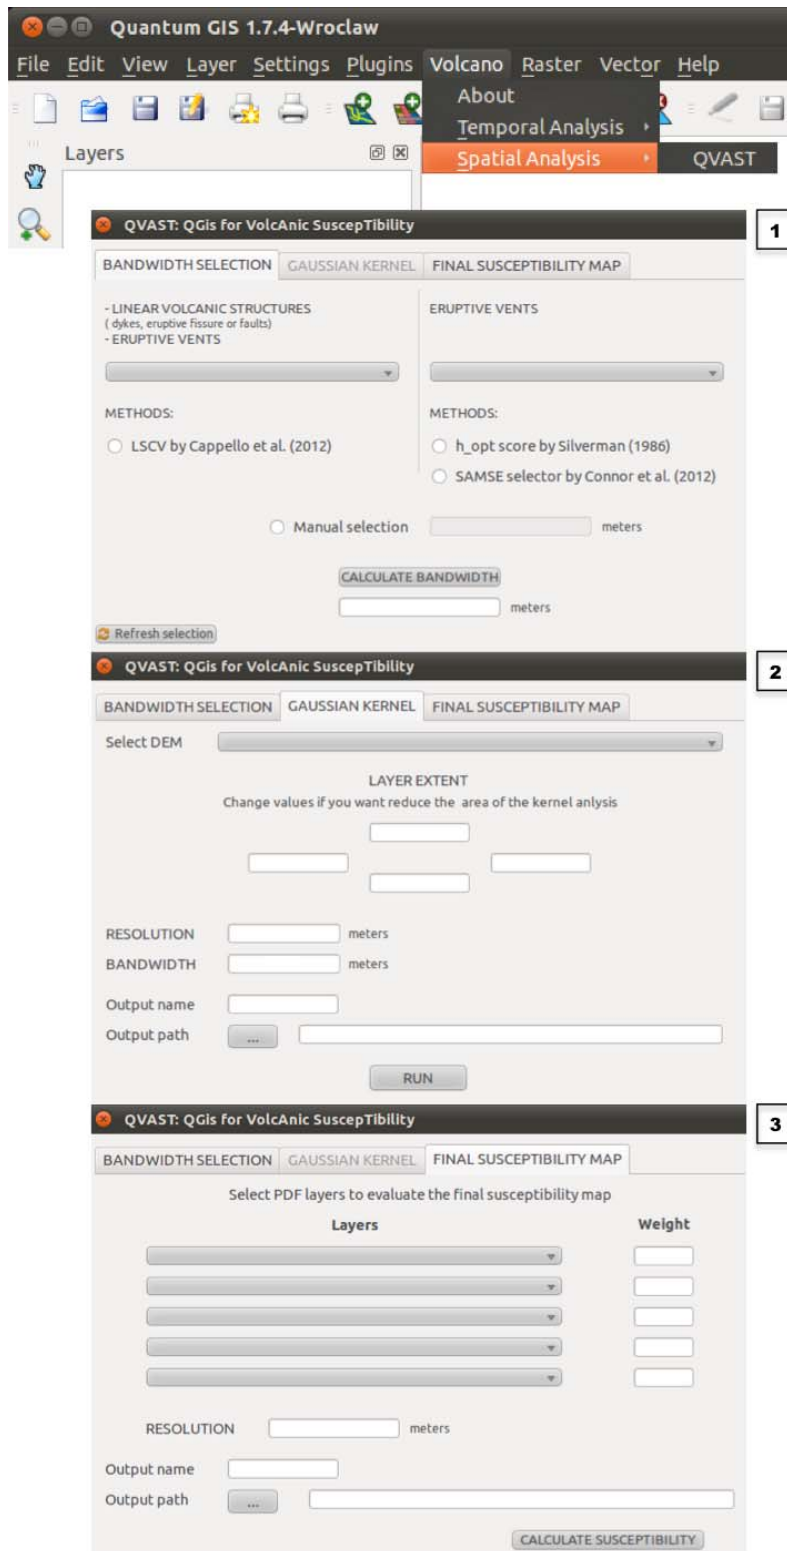 Quantum GIS 1.7.4-Wroclaw
File Edit View Layer Settings Plugins Volcano Raster Vector Help
About
Temporal Analysis
Spatial Analysis
QVAST
Layers
1
QVAST: QGis for VolcAnic SuscepTibility
BANDWIDTH SELECTION GAUSSIAN KERNEL FINAL SUSCEPTIBILITY MAP
- LINEAR VOLCANIC STRUCTURES
( dykes, eruptive fissure or faults)
- ERUPTIVE VENTS
METHODS:
LSCV by Cappello et al. (2012)
ERUPTIVE VENTS
METHODS:
h_opt score by Silverman (1986)
SAMSE selector by Connor et al. (2012)
Manual selection meters
CALCULATE BANDWIDTH
meters
Refresh selection
2
QVAST: QGis for VolcAnic SuscepTibility
BANDWIDTH SELECTION GAUSSIAN KERNEL FINAL SUSCEPTIBILITY MAP
Select DEM
LAYER EXTENT
Change values if you want reduce the area of the kernel anlysis
RESOLUTION meters
BANDWIDTH meters
Output name
Output path ...
RUN
3
QVAST: QGis for VolcAnic SuscepTibility
BANDWIDTH SELECTION GAUSSIAN KERNEL FINAL SUSCEPTIBILITY MAP
Select PDF layers to evaluate the final susceptibility map
Layers Weight
RESOLUTION meters
Output name
Output path ...
CALCULATE SUSCEPTIBILITY